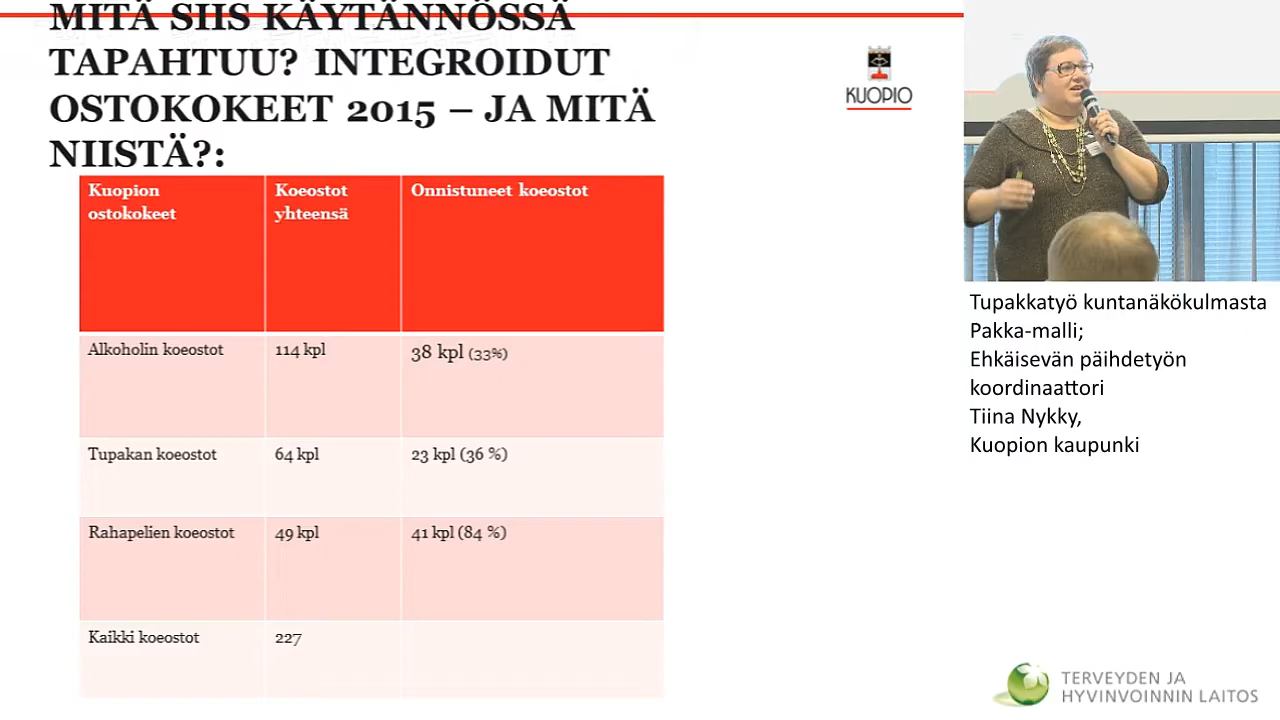 MITÄ SIIS KÄYTÄNNÖSSÄ
TAPAHTUU? INTEGROIDUT
OSTOKOKEET 2015 – JA MITÄ
NIISTÄ?:
KUOPIO
Kuopion
ostokokeet
Koeostot
yhteensä
Onnistuneet koeostot
Alkoholin koeostot
114 kpl
38 kpl (33%)
Tupakan koeostot
64 kpl
23 kpl (36 %)
Rahapelien koeostot
49 kpl
41 kpl (84 %)
Kaikki koeostot
227
Tupakkatyö kuntanäkökulmasta
Pakka-malli;
Ehkäisevän päihdetyön
koordinaattori
Tiina Nykky,
Kuopion kaupunki
TERVEYDEN JA
HYVINVOINNIN LAITOS